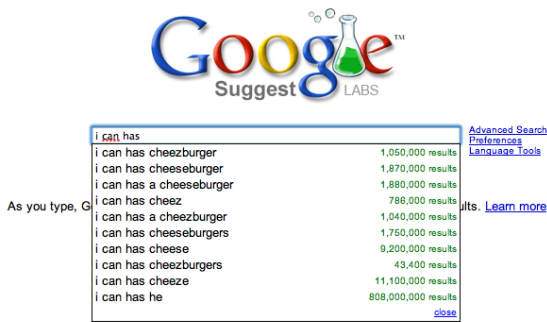 Google™
Suggest LABS
i can has
Advanced Search
Preferences
Language Tools
i can has cheezburger 1,050,000 results
i can has cheeseburger 1,870,000 results
i can has a cheeseburger 1,880,000 results
i can has cheez 786,000 results
i can has a cheezburger 1,040,000 results
As you type, G ults. Learn more
i can has cheeseburgers 1,750,000 results
i can has cheese 9,200,000 results
i can has cheezburgers 43,400 results
i can has cheeze 11,100,000 results
i can has he 808,000,000 results
close